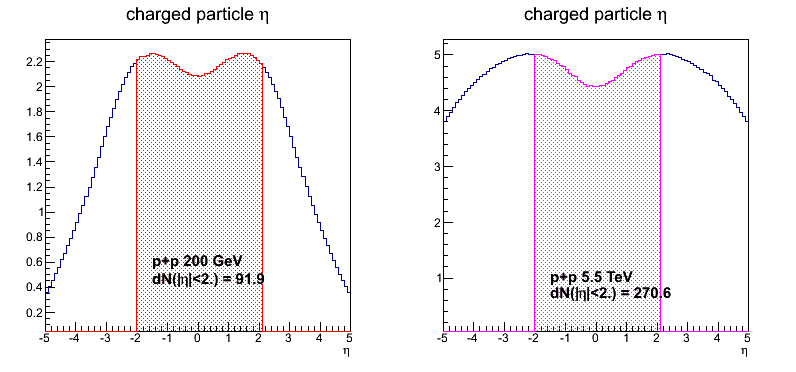 charged particle η
2.2
2
1.8
1.6
1.4
1.2
1
0.8
0.6
0.4
0.2
p+p 200 GeV
dN(|η|<2.) = 91.9
-5 -4 -3 -2 -1 0 1 2 3 4 5
η
charged particle η
5
4
3
2
1
p+p 5.5 TeV
dN(|η|<2.) = 270.6
-5 -4 -3 -2 -1 0 1 2 3 4 5
η